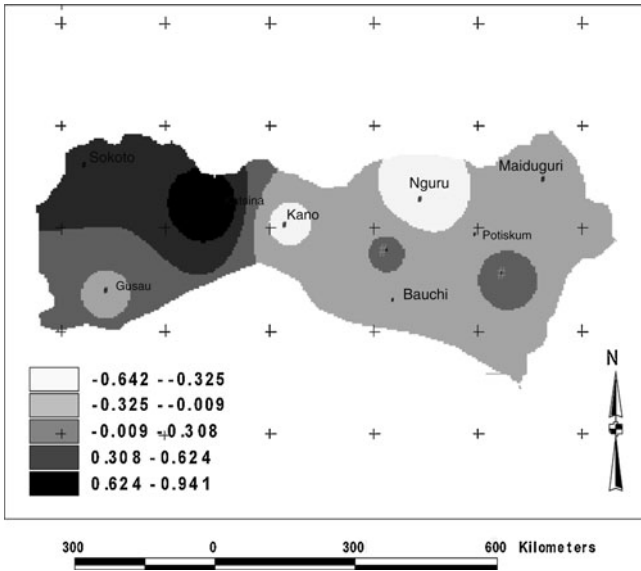 Sokoto
Maiduguri
Nguru
Kano
Potiskum
Gusau
Bauchi
N
-0.642 --0.325
-0.325 --0.009
-0.009 -0.308
0.308 -0.624
0.624 -0.941
300 0 300 600 Kilometers